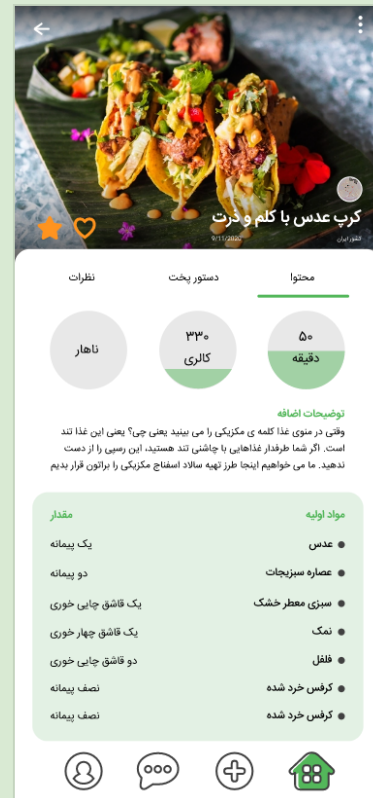 کرپ عدس با کلم و ذرت
کشور ایران
9/11/2020
محتوا
دستور پخت
نظرات
۵۰
دقیقه
۳۳۰
کالری
ناهار
توضیحات اضافه
وقتی در منوی غذا کلمه ی مکزیکی را می بینید یعنی چی؟ یعنی این غذا تند
است. اگر شما طرفدار غذاهایی با چاشنی تند هستید، این رسپی را از دست
ندهید. ما می خواهیم اینجا طرز تهیه سالاد اسفناج مکزیکی را براتون قرار بدیم
مواد اولیه مقدار
عدس یک پیمانه
عصاره سبزیجات دو پیمانه
سبزی معطر خشک یک قاشق چایی خوری
نمک یک قاشق چهار خوری
فلفل دو قاشق چایی خوری
کرفس خرد شده نصف پیمانه
کرفس خرد شده نصف پیمانه